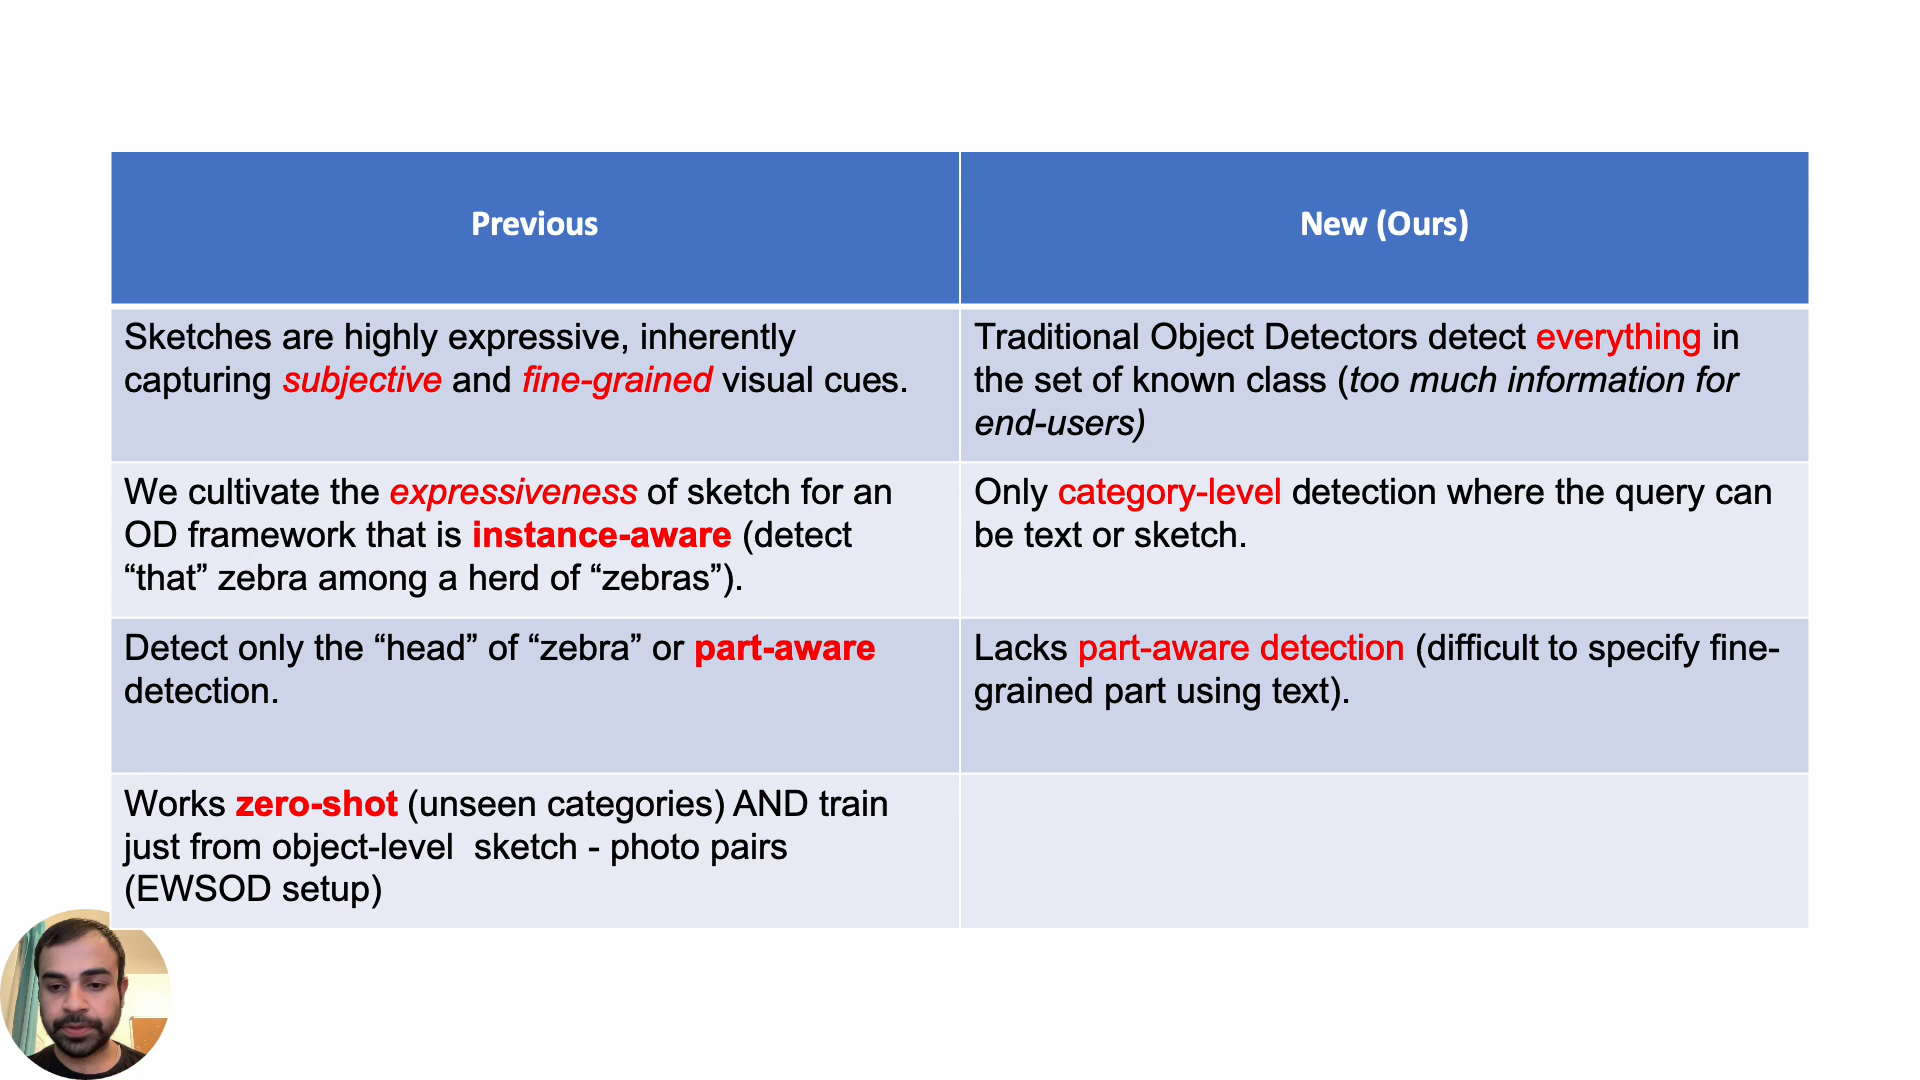 Previous
New (Ours)
Sketches are highly expressive, inherently
capturing subjective and fine-grained visual cues.
Traditional Object Detectors detect everything in
the set of known class (too much information for
end-users)
We cultivate the expressiveness of sketch for an
OD framework that is instance-aware (detect
“that” zebra among a herd of “zebras”).
Only category-level detection where the query can
be text or sketch.
Detect only the “head” of “zebra” or part-aware
detection.
Lacks part-aware detection (difficult to specify fine-
grained part using text).
Works zero-shot (unseen categories) AND train
just from object-level sketch - photo pairs
(EWSOD setup)